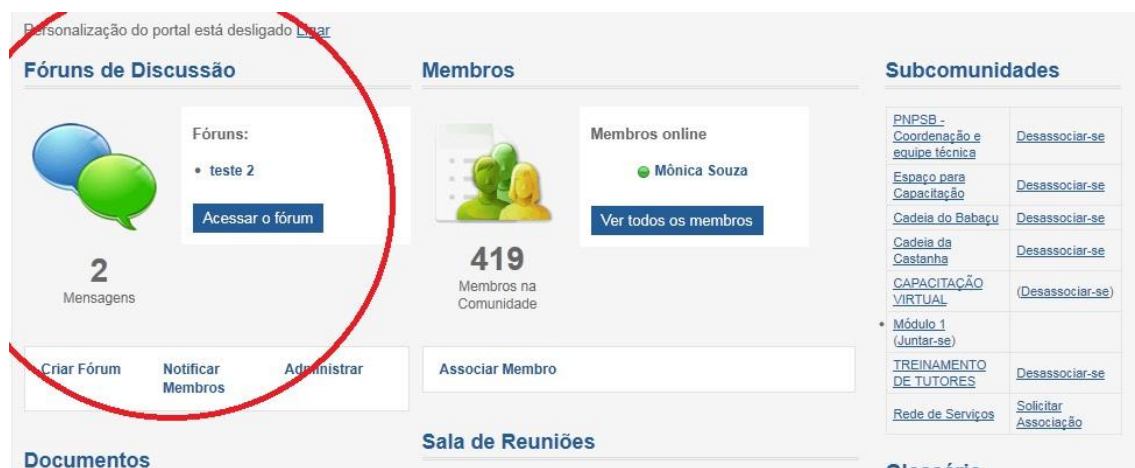 Personalização do portal está desligado Ligar
Fóruns de Discussão
Fóruns:
• teste 2
Acessar o fórum
2
Mensagens
Criar Fórum
Notificar
Membros
Administrar
Documentos
Membros
Membros online
Mônica Souza
Ver todos os membros
419
Membros na
Comunidade
Associar Membro
Sala de Reuniões
Subcomunidades
PNPSB -
Coordenação e
equipe técnica
Desassociar-se
Espaço para
Capacitação
Desassociar-se
Cadeia do Babaçu
Desassociar-se
Cadeia da
Castanha
Desassociar-se
CAPACITAÇÃO
VIRTUAL
(Desassociar-se)
• Módulo 1
(Juntar-se)
TREINAMENTO
DE TUTORES
Desassociar-se
Rede de Serviços
Solicitar
Associação